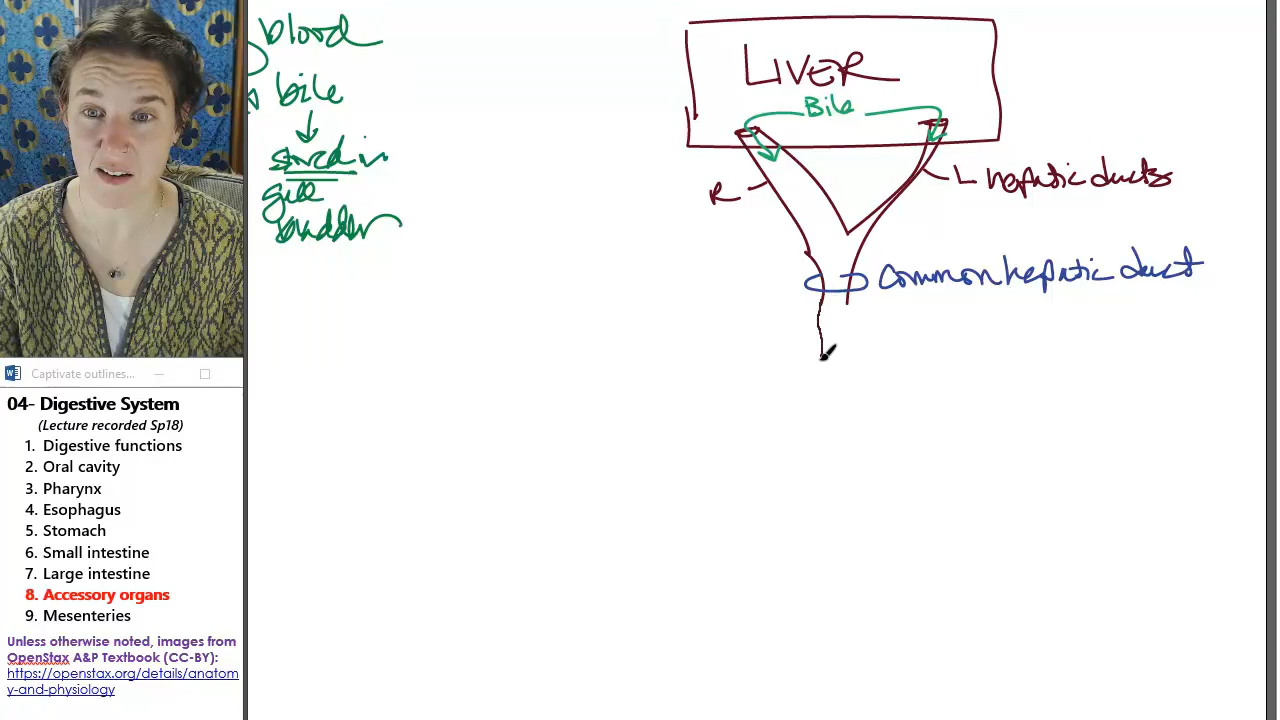 blood
bile
stored in
gall
bladder
LIVER
Bile
R
L hepatic ducts
common hepatic duct
Captivate outlines...
04- Digestive System
(Lecture recorded Sp18)
1. Digestive functions
2. Oral cavity
3. Pharynx
4. Esophagus
5. Stomach
6. Small intestine
7. Large intestine
8. Accessory organs
9. Mesenteries
Unless otherwise noted, images from
OpenStax A&P Textbook (CC-BY):
https://openstax.org/details/anatom
y-and-physiology